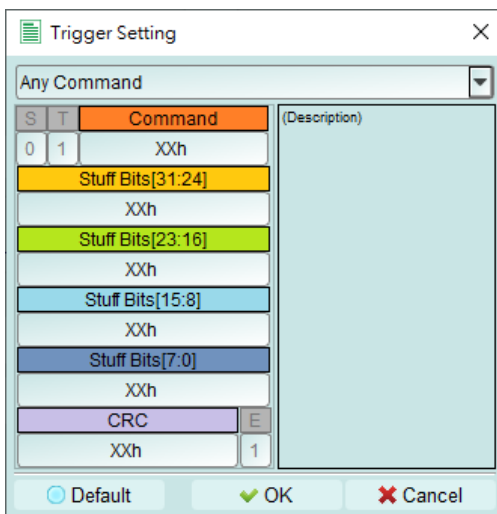 Trigger Setting
Any Command
S T Command (Description)
0 1 XXh
Stuff Bits[31:24]
XXh
Stuff Bits[23:16]
XXh
Stuff Bits[15:8]
XXh
Stuff Bits[7:0]
XXh
CRC E
XXh 1
Default OK Cancel